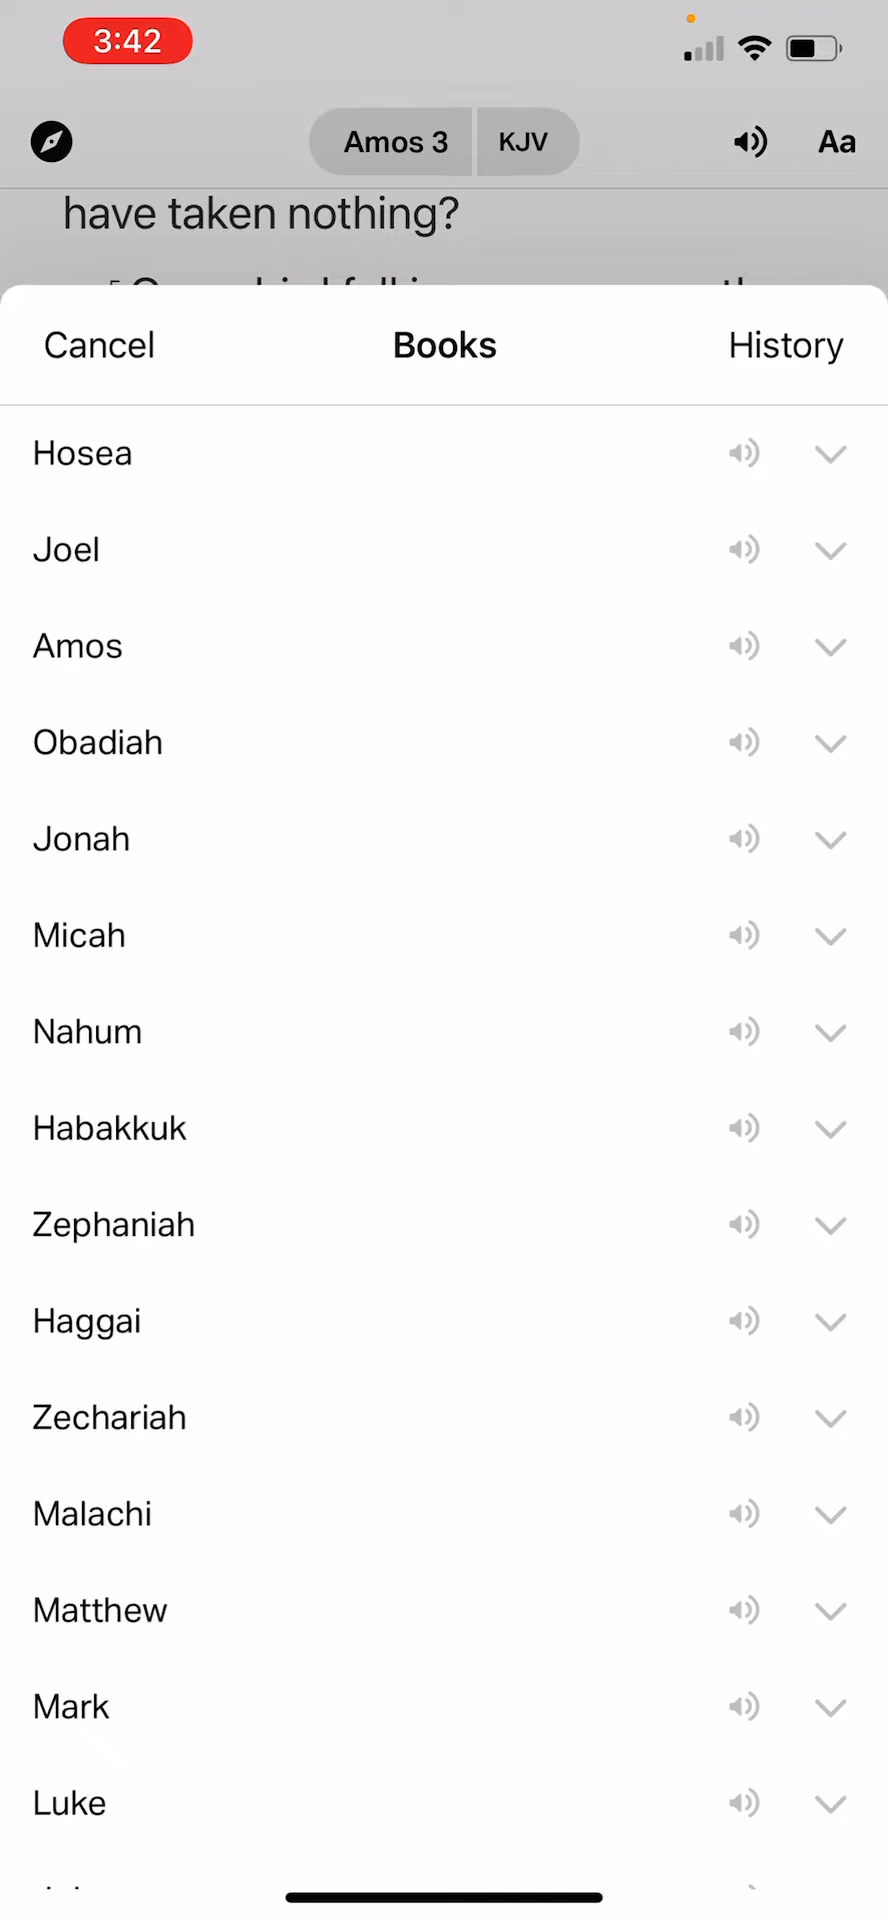 3:42
Amos 3 KJV Aa
have taken nothing?
Cancel Books History
Hosea
Joel
Amos
Obadiah
Jonah
Micah
Nahum
Habakkuk
Zephaniah
Haggai
Zechariah
Malachi
Matthew
Mark
Luke